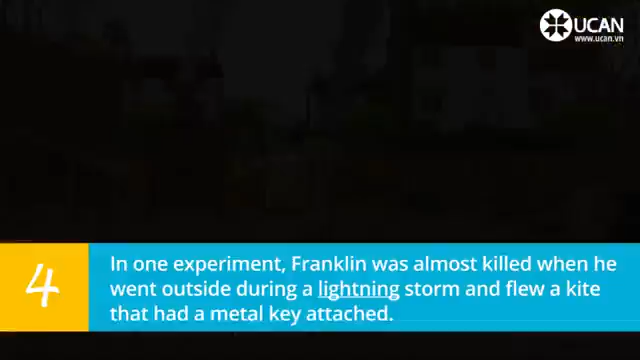 UCAN
www.ucan.vn
4
In one experiment, Franklin was almost killed when he
went outside during a lightning storm and flew a kite
that had a metal key attached.